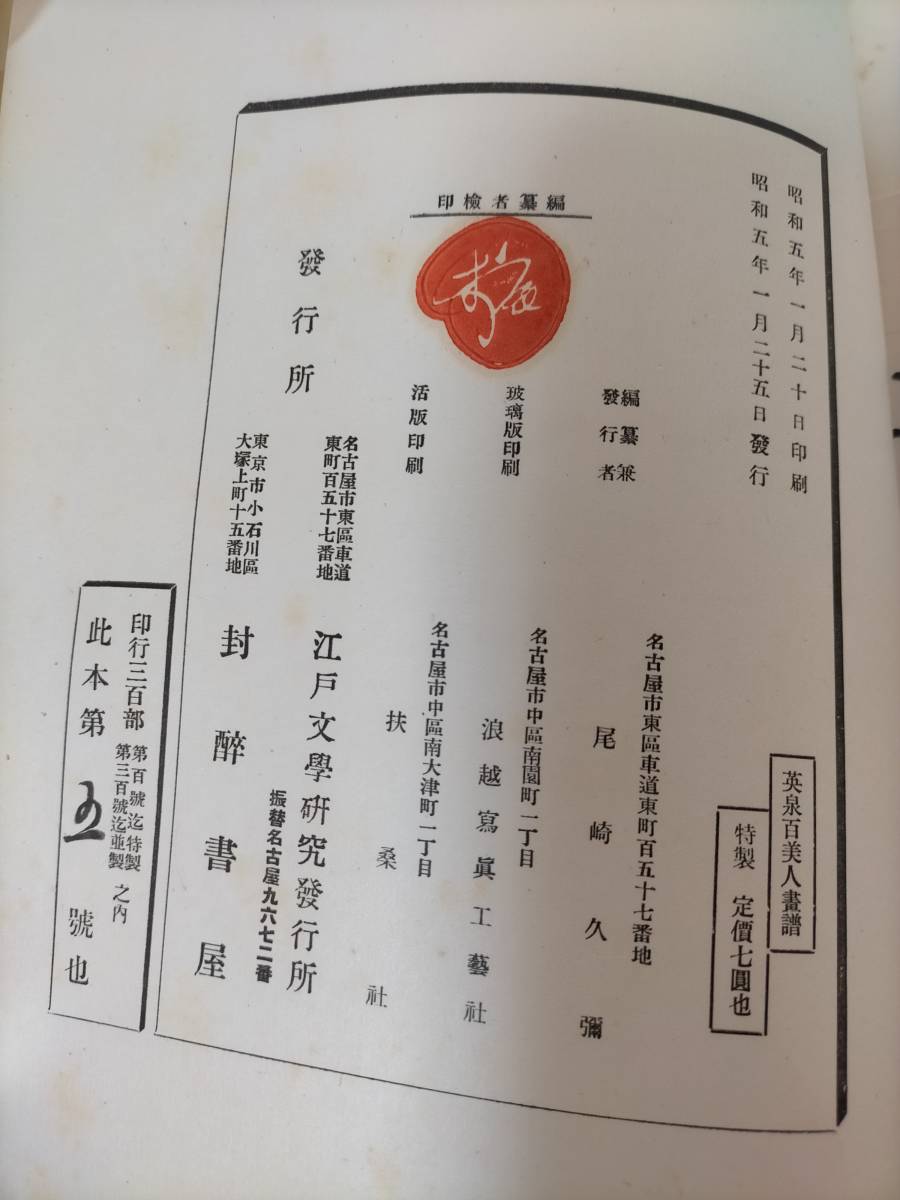 昭和五年一月二十日印刷
昭和五年一月二十五日發行
英泉百美人畫譜
特製 定價七圓也
編纂兼
發行者
名古屋市東區車道東町百五十七番地
尾崎久彌
玻璃版印刷
名古屋市中區南園町一丁目
浪越寫眞工藝社
活版印刷
名古屋市中區南大津町一丁目
扶桑社
編纂者檢印
發行所
名古屋市東區車道
東町百五十七番地
江戶文學硏究發行所
振替名古屋九六七二番
東京市小石川區
大塚上町十五番地
封醉書屋
印行三百部
第百號迄特製
第三百號迄並製
之內
此本第
號也